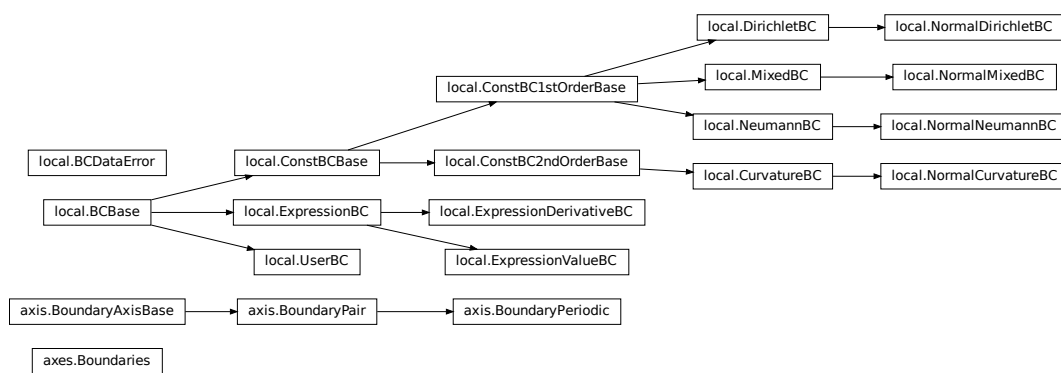 local.DirichletBC
local.NormalDirichletBC
local.MixedBC
local.NormalMixedBC
local.ConstBC1stOrderBase
local.NeumannBC
local.NormalNeumannBC
local.BCDataError
local.ConstBCBase
local.ConstBC2ndOrderBase
local.CurvatureBC
local.NormalCurvatureBC
local.BCBase
local.ExpressionBC
local.ExpressionDerivativeBC
local.UserBC
local.ExpressionValueBC
axis.BoundaryAxisBase
axis.BoundaryPair
axis.BoundaryPeriodic
axes.Boundaries